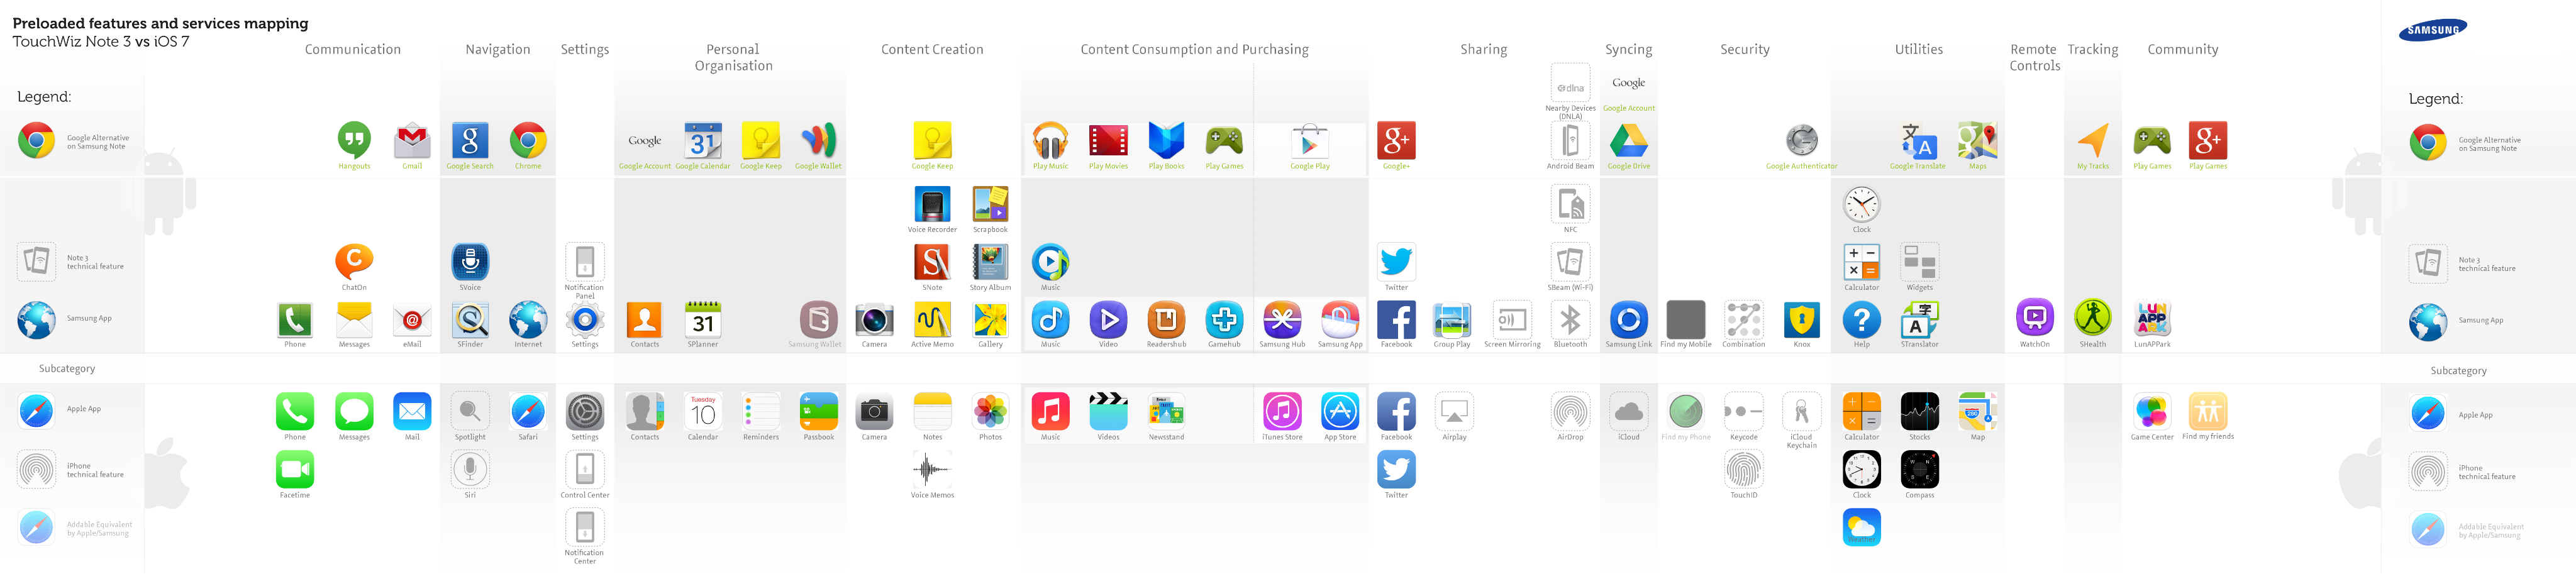 Preloaded features and services mapping
TouchWiz Note 3 vs iOS 7
Communication
Navigation
Settings
Personal
Organisation
Content Creation
Content Consumption and Purchasing
Sharing
Syncing
Security
Utilities
Remote
Controls
Tracking
Community
SAMSUNG
Legend:
Google Alternative
on Samsung Note
Note 3
technical feature
Samsung App
Subcategory
Apple App
iPhone
technical feature
Addable Equivalent
by Apple/Samsung
dlna
Nearby Devices
(DNLA)
Google
Google Account
Hangouts
Gmail
Google Search
Chrome
Google
Google Account
31
Google Calendar
Google Keep
Google Wallet
Google Keep
Play Music
Play Movies
Play Books
Play Games
Google Play
g+
Google+
Android Beam
Google Drive
Google Authenticator
Google Translate
Maps
My Tracks
Play Games
g+
Play Games
Voice Recorder
Scrapbook
NFC
Clock
ChatOn
SVoice
Notification
Panel
SNote
Story Album
Music
Twitter
SBeam (Wi-Fi)
Calculator
Widgets
Phone
Messages
eMail
SFinder
Internet
Settings
Contacts
31
SPlanner
Samsung Wallet
Camera
Active Memo
Gallery
Music
Video
Readershub
Gamehub
Samsung Hub
Samsung App
Facebook
Group Play
Screen Mirroring
Bluetooth
Samsung Link
Find my Mobile
Combination
Knox
Help
STranslator
WatchOn
SHealth
LUN
APP
ARK
LunAPPark
Phone
Messages
Mail
Spotlight
Safari
Settings
Contacts
Tuesday
10
Calendar
Reminders
Passbook
Camera
Notes
Photos
Music
Videos
Newsstand
iTunes Store
App Store
Facebook
Airplay
AirDrop
iCloud
Find my Phone
Keycode
iCloud
Keychain
Calculator
Stocks
280
Map
Game Center
Find my friends
Facetime
Siri
Control Center
Voice Memos
Twitter
TouchID
Clock
Compass
Notification
Center
Weather
Legend:
Google Alternative
on Samsung Note
Note 3
technical feature
Samsung App
Subcategory
Apple App
iPhone
technical feature
Addable Equivalent
by Apple/Samsung